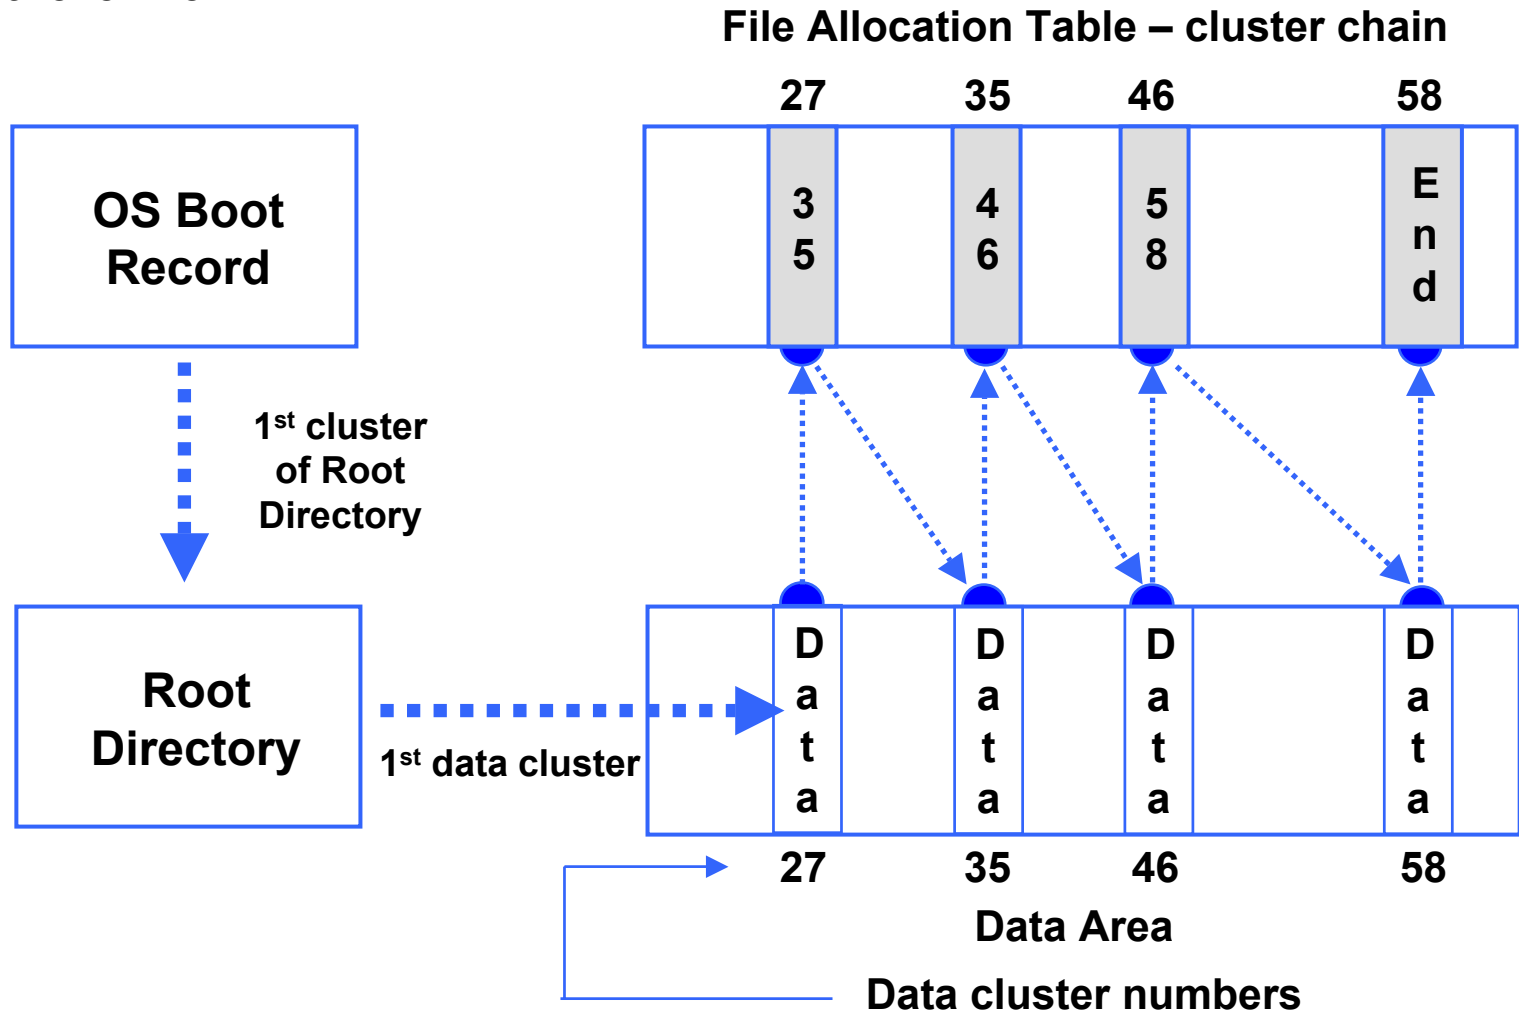 File Allocation Table – cluster chain
27 35 46 58
OS Boot
Record
3
5
4
6
5
8
E
n
d
1st cluster
of Root
Directory
Root
Directory
1st data cluster
D
a
t
a
D
a
t
a
D
a
t
a
D
a
t
a
27 35 46 58
Data Area
Data cluster numbers